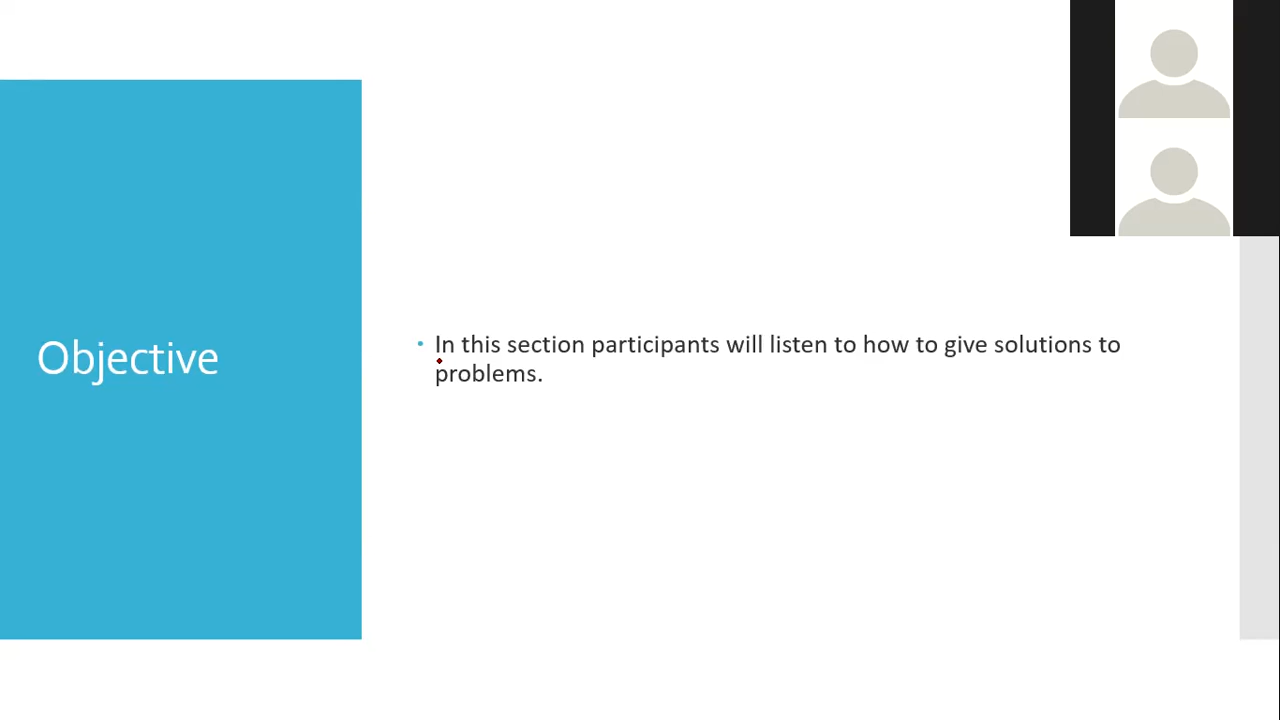 Objective
In this section participants will listen to how to give solutions to
problems.